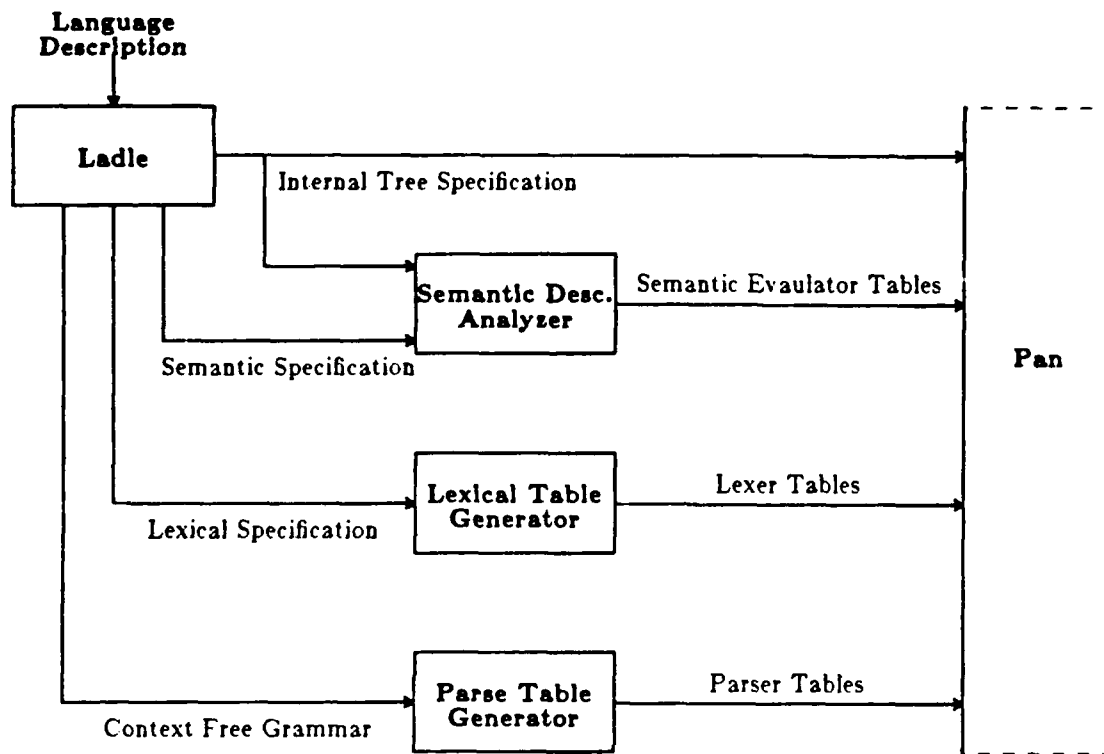 Language
Description
Ladle
Internal Tree Specification
Semantic Desc.
Analyzer
Semantic Evaulator Tables
Semantic Specification
Pan
Lexical Table
Generator
Lexer Tables
Lexical Specification
Parse Table
Generator
Parser Tables
Context Free Grammar